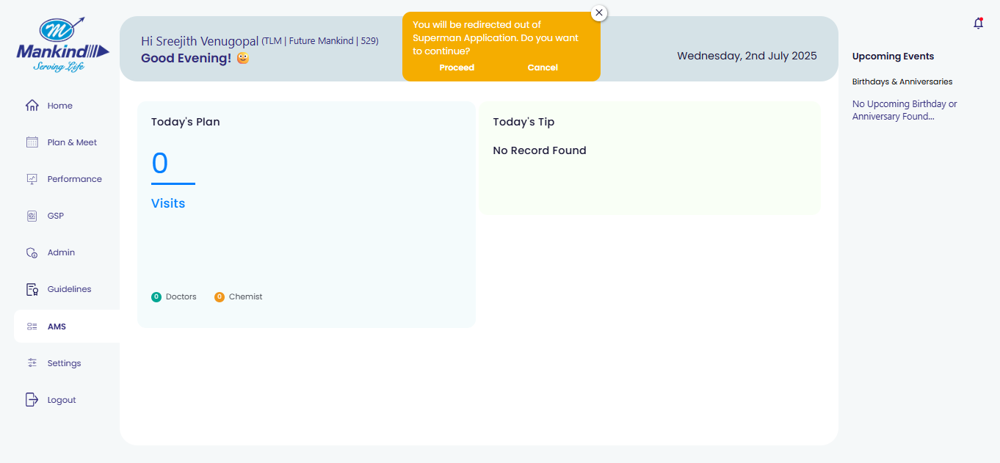 Mankind
Serving Life
Home
Plan & Meet
Performance
GSP
Admin
Guidelines
AMS
Settings
Logout
Hi Sreejith Venugopal (TLM | Future Mankind | 529)
Good Evening!
You will be redirected out of
Superman Application. Do you want
to continue?
Proceed Cancel
Wednesday, 2nd July 2025
Today's Plan
0
Visits
0 Doctors 0 Chemist
Today's Tip
No Record Found
Upcoming Events
Birthdays & Anniversaries
No Upcoming Birthday or
Anniversary Found...